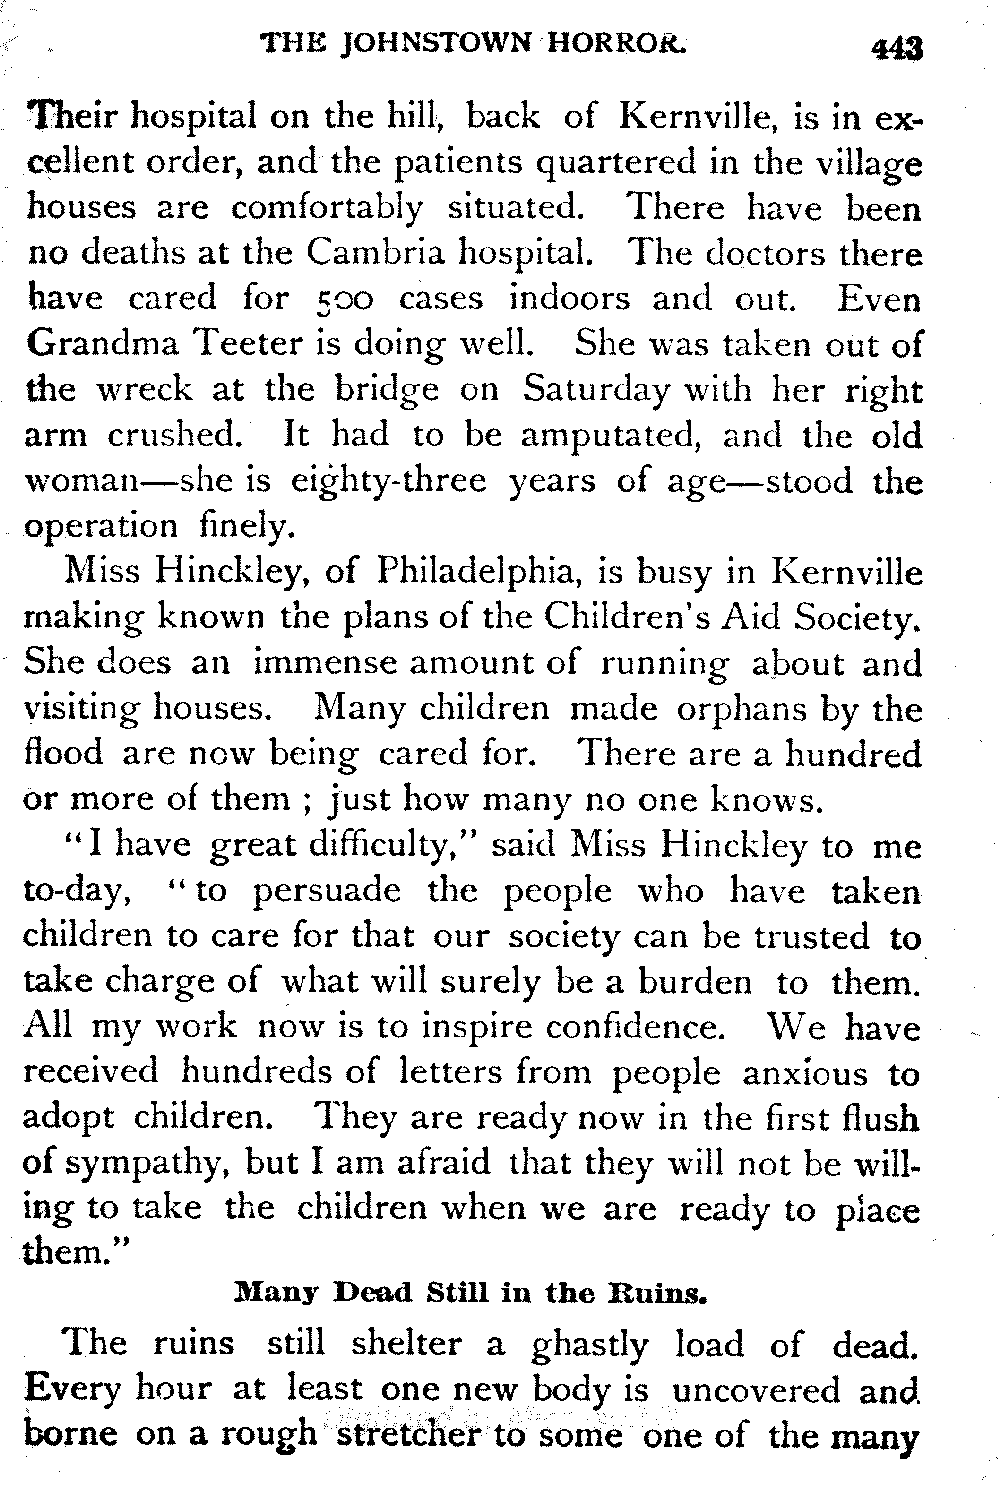 THE JOHNSTOWN HORROR. 443
Their hospital on the hill, back of Kernville, is in ex-
cellent order, and the patients quartered in the village
houses are comfortably situated. There have been
no deaths at the Cambria hospital. The doctors there
have cared for 500 cases indoors and out. Even
Grandma Teeter is doing well. She was taken out of
the wreck at the bridge on Saturday with her right
arm crushed. It had to be amputated, and the old
woman—she is eighty-three years of age—stood the
operation finely.
Miss Hinckley, of Philadelphia, is busy in Kernville
making known the plans of the Children's Aid Society.
She does an immense amount of running about and
visiting houses. Many children made orphans by the
flood are now being cared for. There are a hundred
or more of them ; just how many no one knows.
"I have great difficulty," said Miss Hinckley to me
to-day, "to persuade the people who have taken
children to care for that our society can be trusted to
take charge of what will surely be a burden to them.
All my work now is to inspire confidence. We have
received hundreds of letters from people anxious to
adopt children. They are ready now in the first flush
of sympathy, but I am afraid that they will not be will-
ing to take the children when we are ready to place
them."
Many Dead Still in the Ruins.
The ruins still shelter a ghastly load of dead.
Every hour at least one new body is uncovered and
borne on a rough stretcher to some one of the many